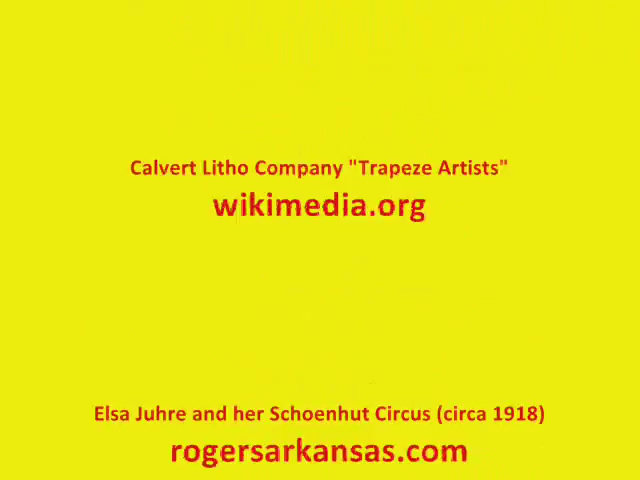 Calvert Litho Company "Trapeze Artists"
wikimedia.org
Elsa Juhre and her Schoenhut Circus (circa 1918)
rogersarkansas.com